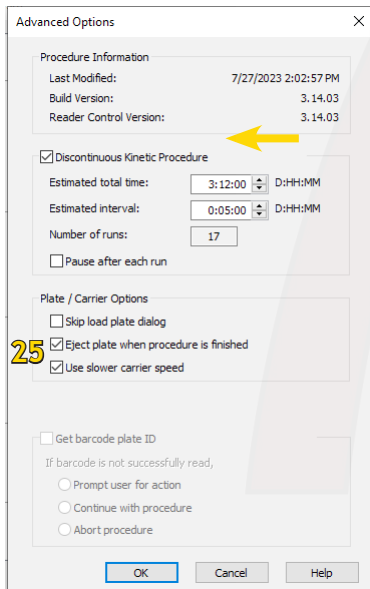 Advanced Options
Procedure Information
Last Modified: 7/27/2023 2:02:57 PM
Build Version: 3.14.03
Reader Control Version: 3.14.03
Discontinuous Kinetic Procedure
Estimated total time: 3:12:00 D:HH:MM
Estimated interval: 0:05:00 D:HH:MM
Number of runs: 17
Pause after each run
Plate / Carrier Options
Skip load plate dialog
25 Eject plate when procedure is finished
Use slower carrier speed
Get barcode plate ID
If barcode is not successfully read,
Prompt user for action
Continue with procedure
Abort procedure
OK Cancel Help